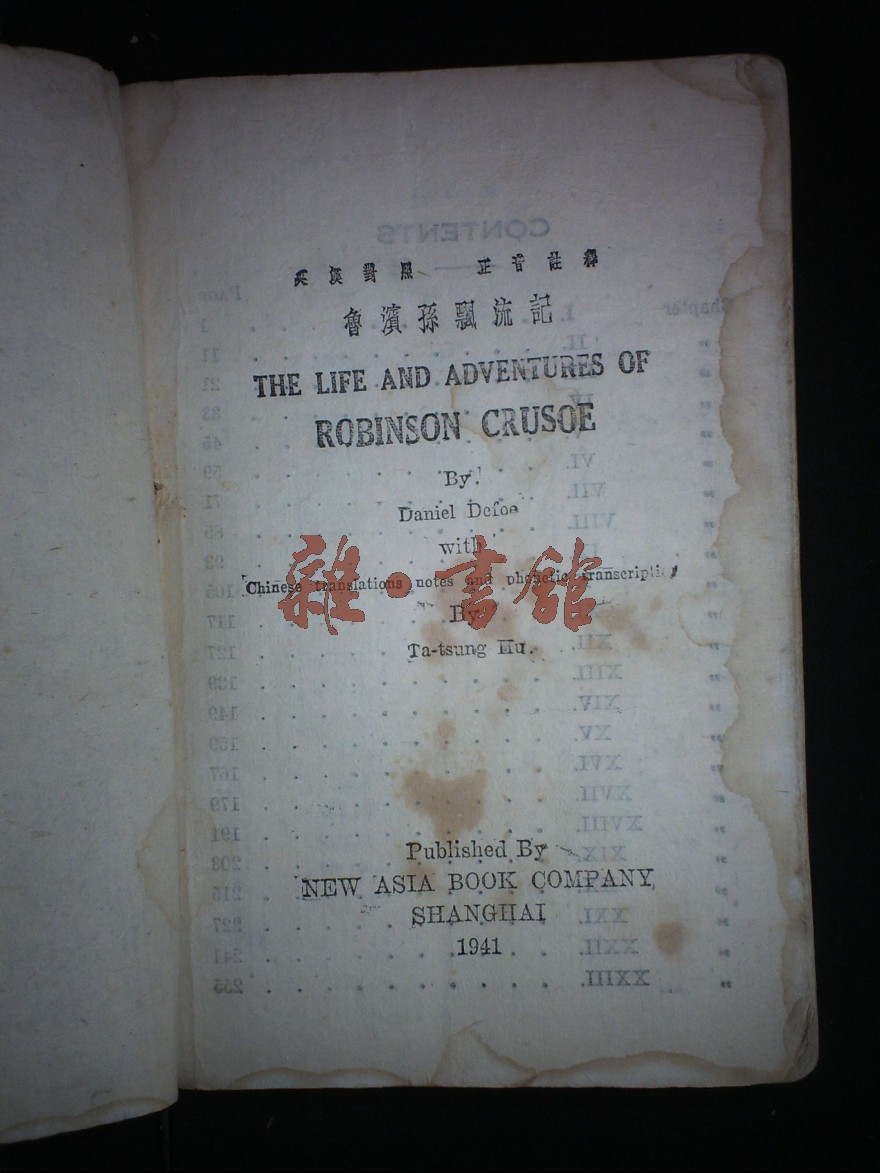 英漢對照 正音註釋
魯濱孫飄流記
THE LIFE AND ADVENTURES OF
ROBINSON CRUSOE
By
Daniel Defoe
with
Chinese translations notes and phonetic transcription
By
Ta-tsung Hu.
雜·書館
Published By
NEW ASIA BOOK COMPANY,
SHANGHAI
1941